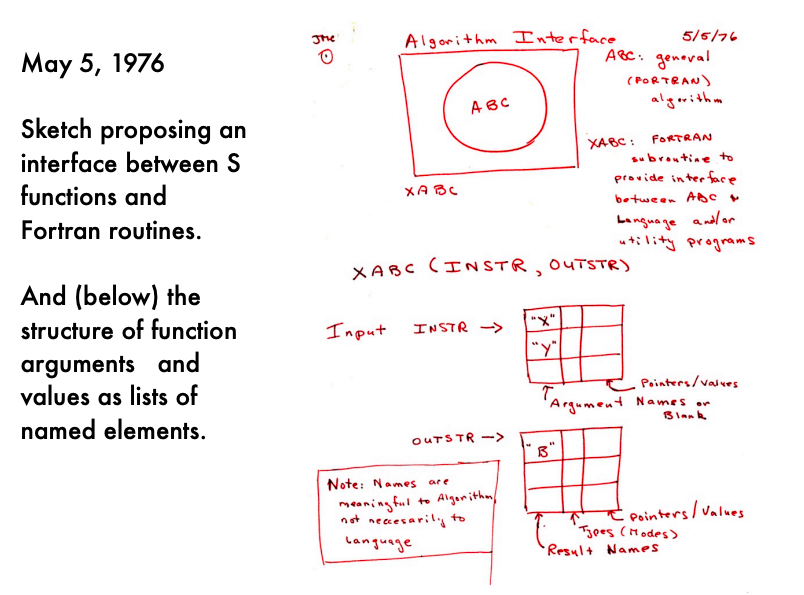 May 5, 1976
Sketch proposing an
interface between S
functions and
Fortran routines.
And (below) the
structure of function
arguments and
values as lists of
named elements.
JMC
Algorithm Interface
5/5/76
ABC
XABC
ABC: general
(FORTRAN)
algorithm
XABC: FORTRAN
subroutine to
provide interface
between ABC &
Language and/or
utility programs
XABC (INSTR, OUTSTR)
Input INSTR →
"X"
"Y"
Pointers/Values
Argument Names or
Blank
OUTSTR →
"B"
Pointers/Values
Types (Modes)
Result Names
Note: Names are
meaningful to Algorithm,
not necesarily to
Language